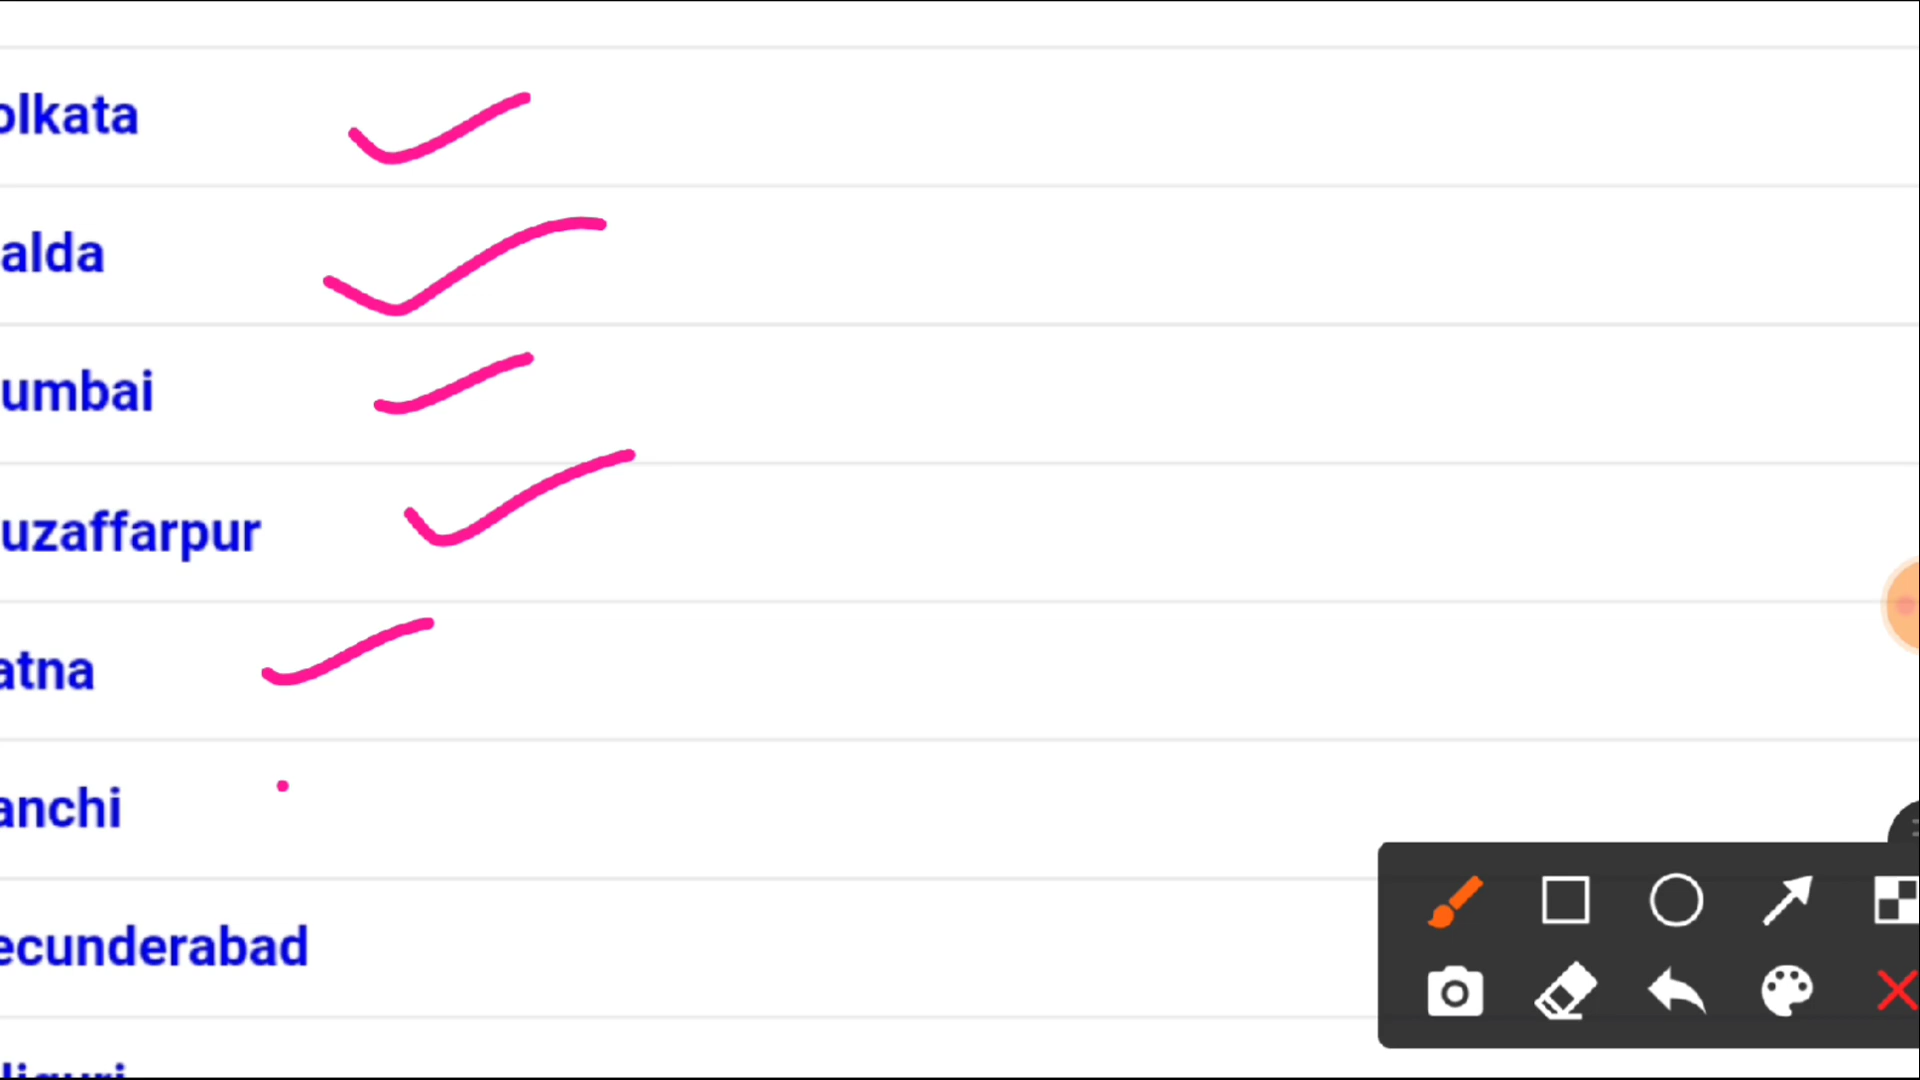 olkata
alda
umbai
uzaffarpur
atna
anchi
ecunderabad